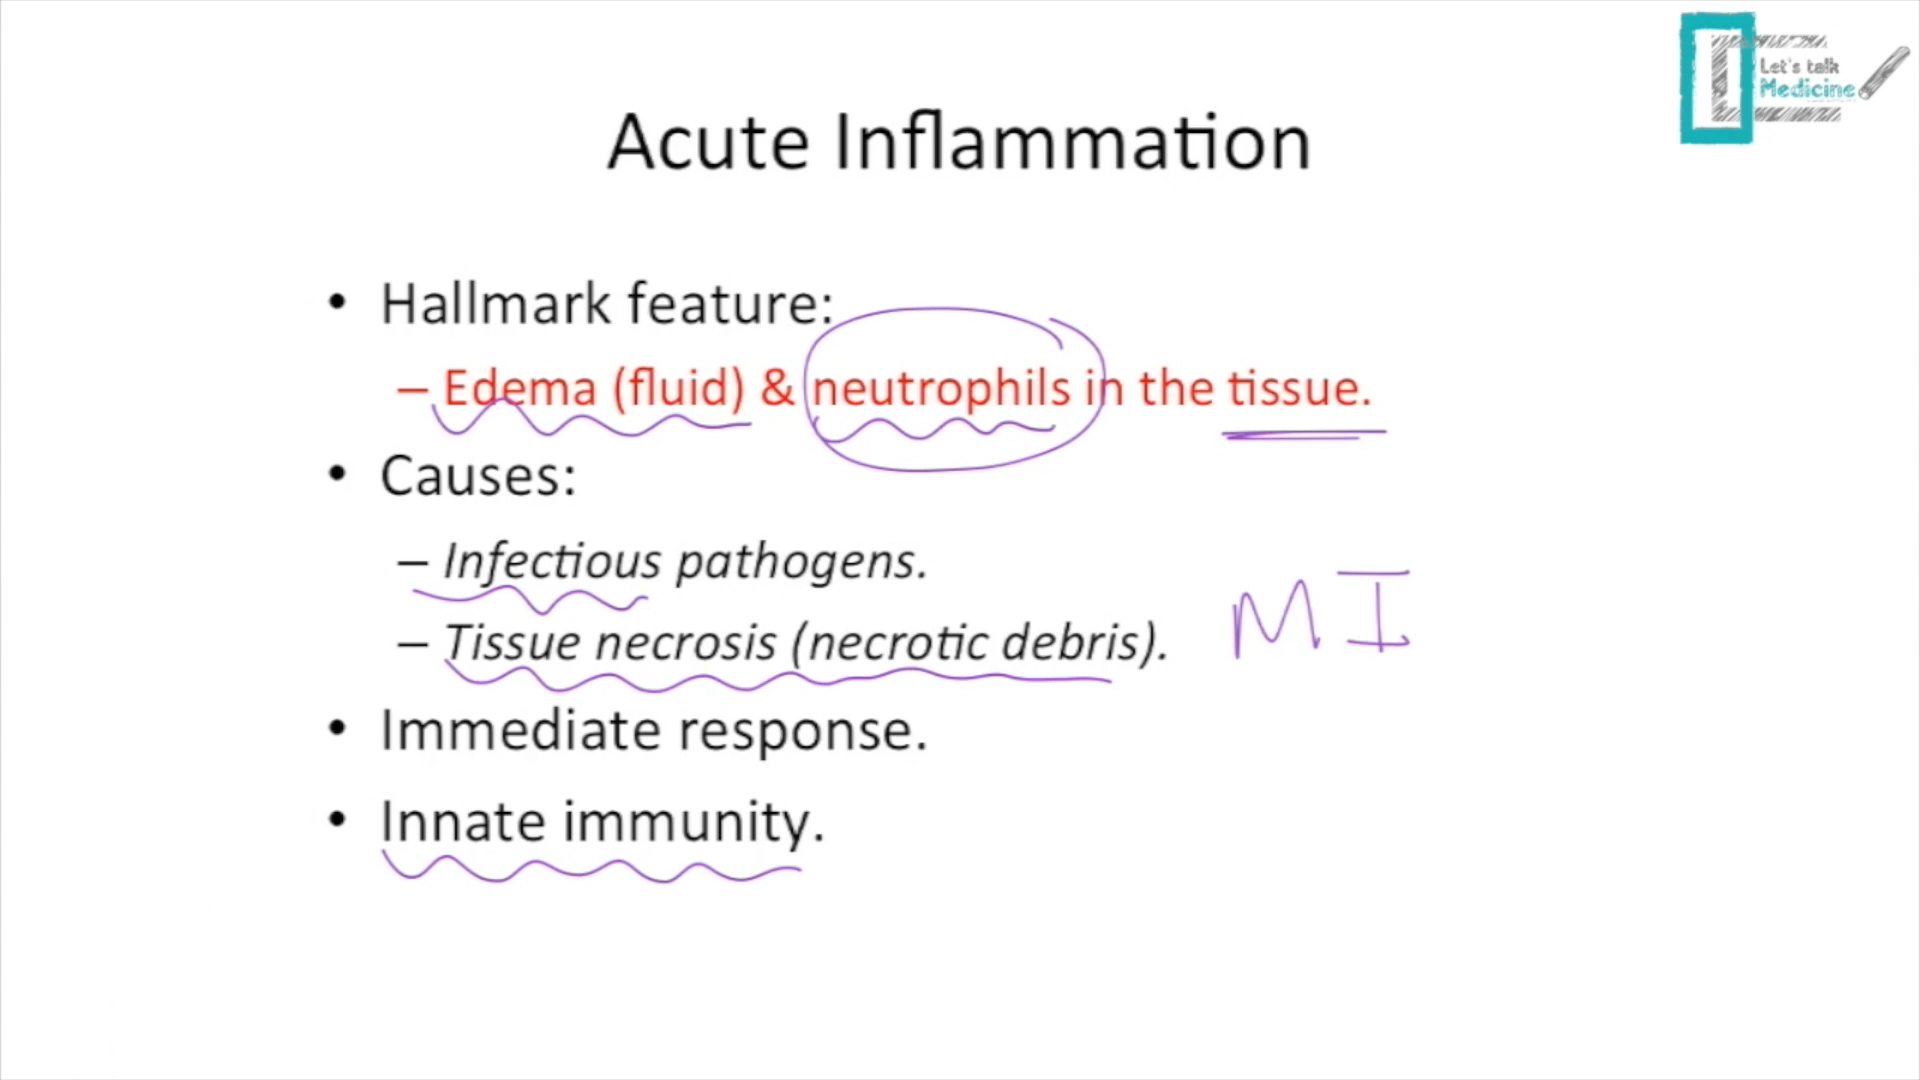 Let's talk
Medicine
Acute Inflammation
• Hallmark feature:
– Edema (fluid) & neutrophils in the tissue.
• Causes:
– Infectious pathogens.
– Tissue necrosis (necrotic debris).
MI
• Immediate response.
• Innate immunity.